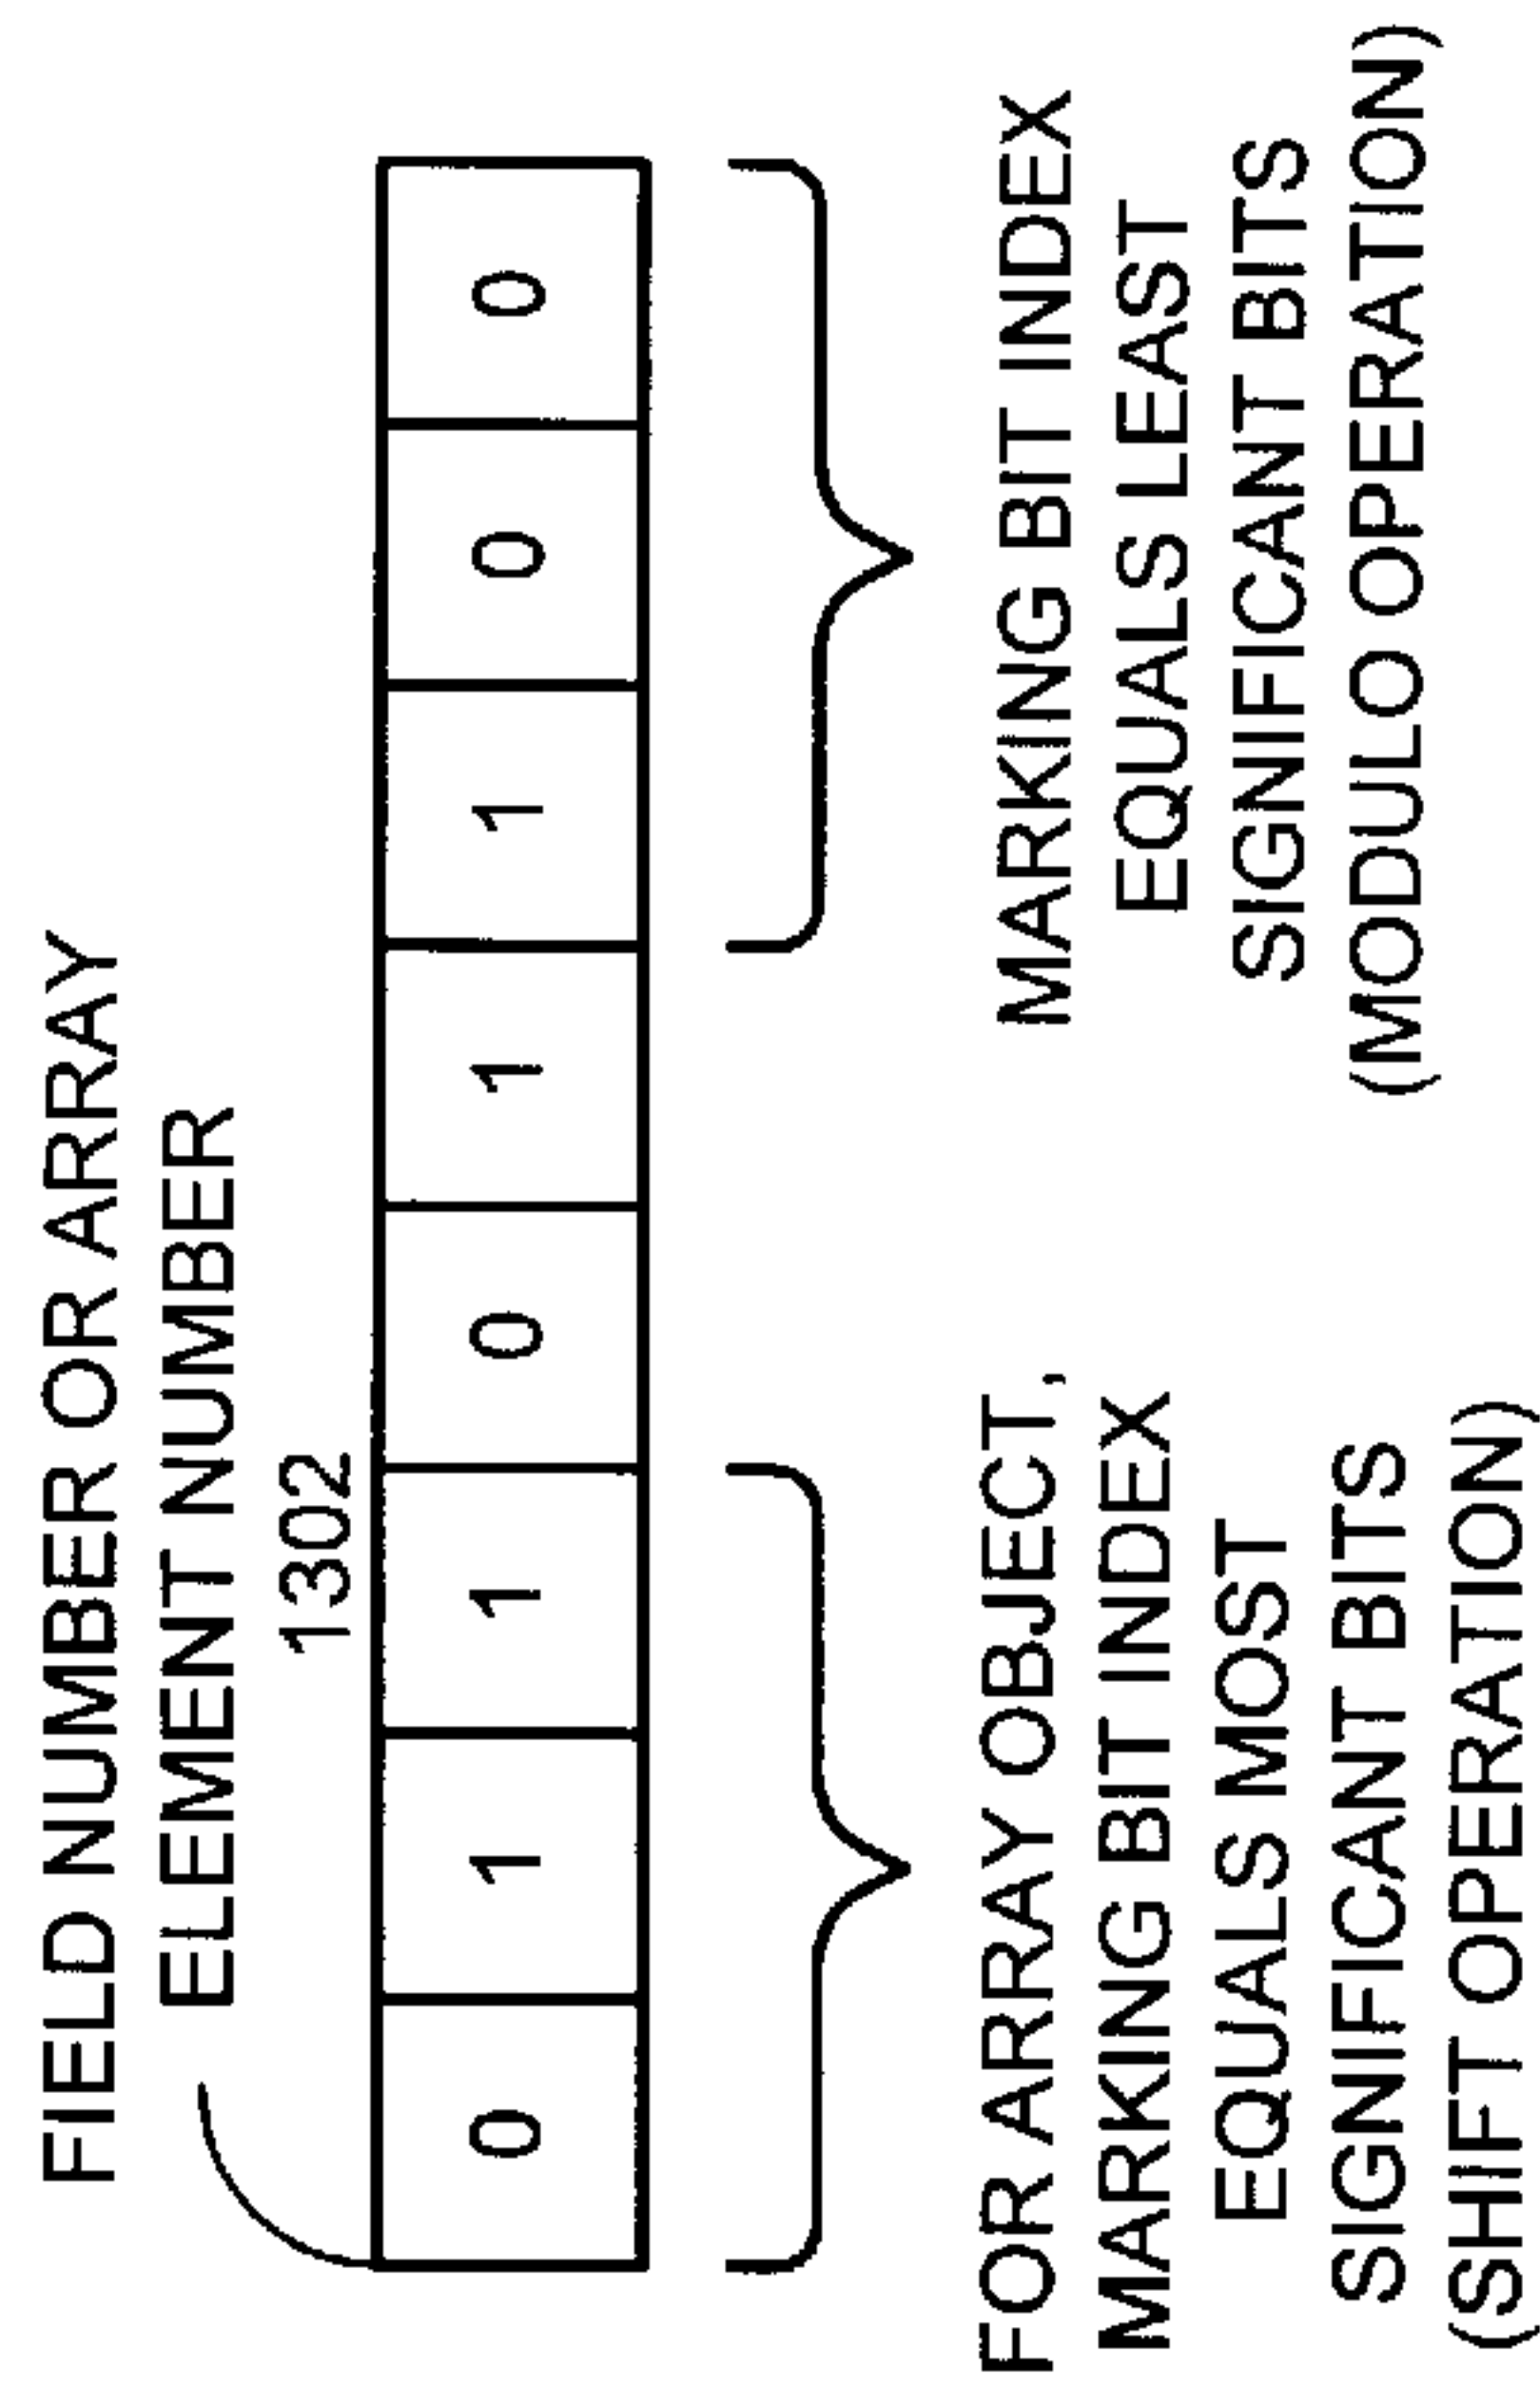 FIELD NUMBER OR ARRAY
ELEMENT NUMBER
1302
0 1 1 0 1 1 0 0
FOR ARRAY OBJECT,
MARKING BIT INDEX
EQUALS MOST
SIGNIFICANT BITS
(SHIFT OPERATION)
MARKING BIT INDEX
EQUALS LEAST
SIGNIFICANT BITS
(MODULO OPERATION)